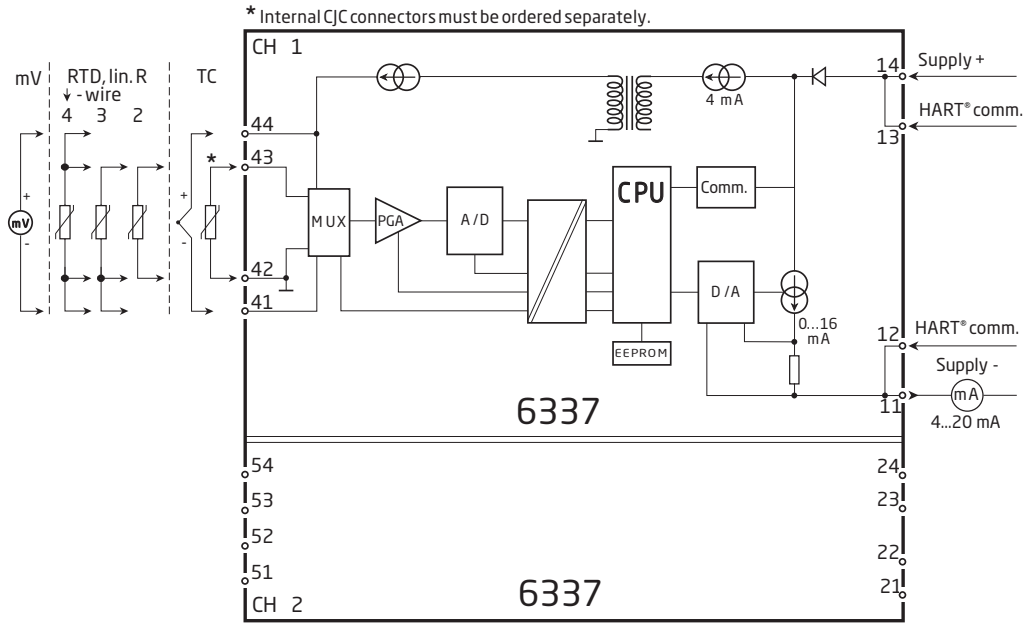 * Internal CJC connectors must be ordered separately.
CH 1
mV
RTD, lin. R
↓ - wire
4 3 2
TC
*
+
mV
-
+
-
44
43
42
41
MUX
PGA
A/D
CPU
Comm.
D/A
EEPROM
4 mA
0...16
mA
14
Supply +
HART® comm.
13
12
HART® comm.
Supply -
11
mA
4...20 mA
6337
54
53
52
51
24
23
22
21
CH 2
6337